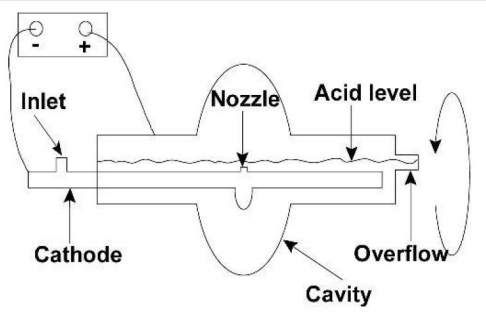 - +
Inlet
Nozzle
Acid level
Cathode
Overflow
Cavity